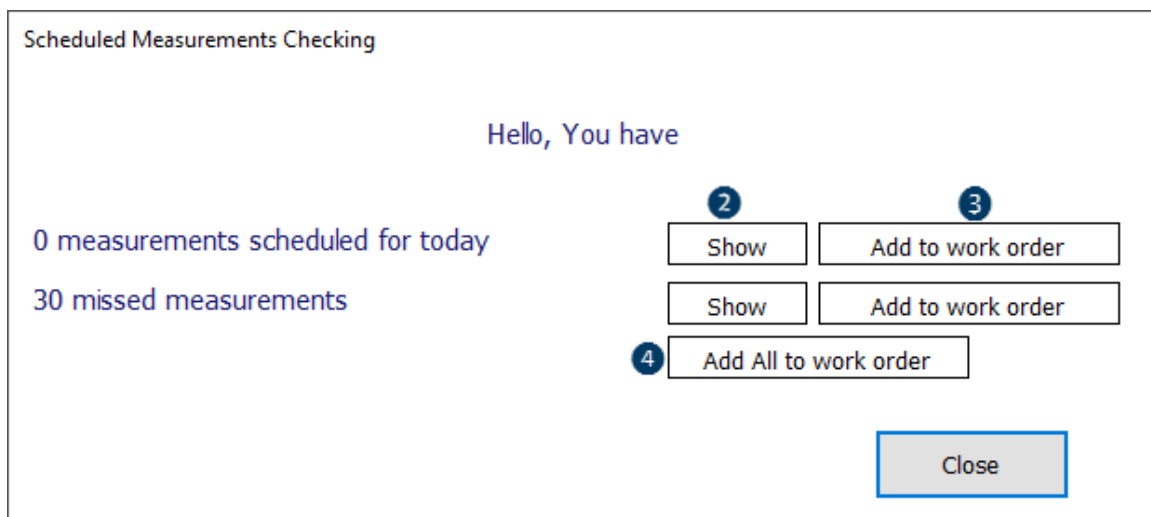 Scheduled Measurements Checking
Hello, You have
2 3
0 measurements scheduled for today Show Add to work order
30 missed measurements Show Add to work order
4 Add All to work order
Close